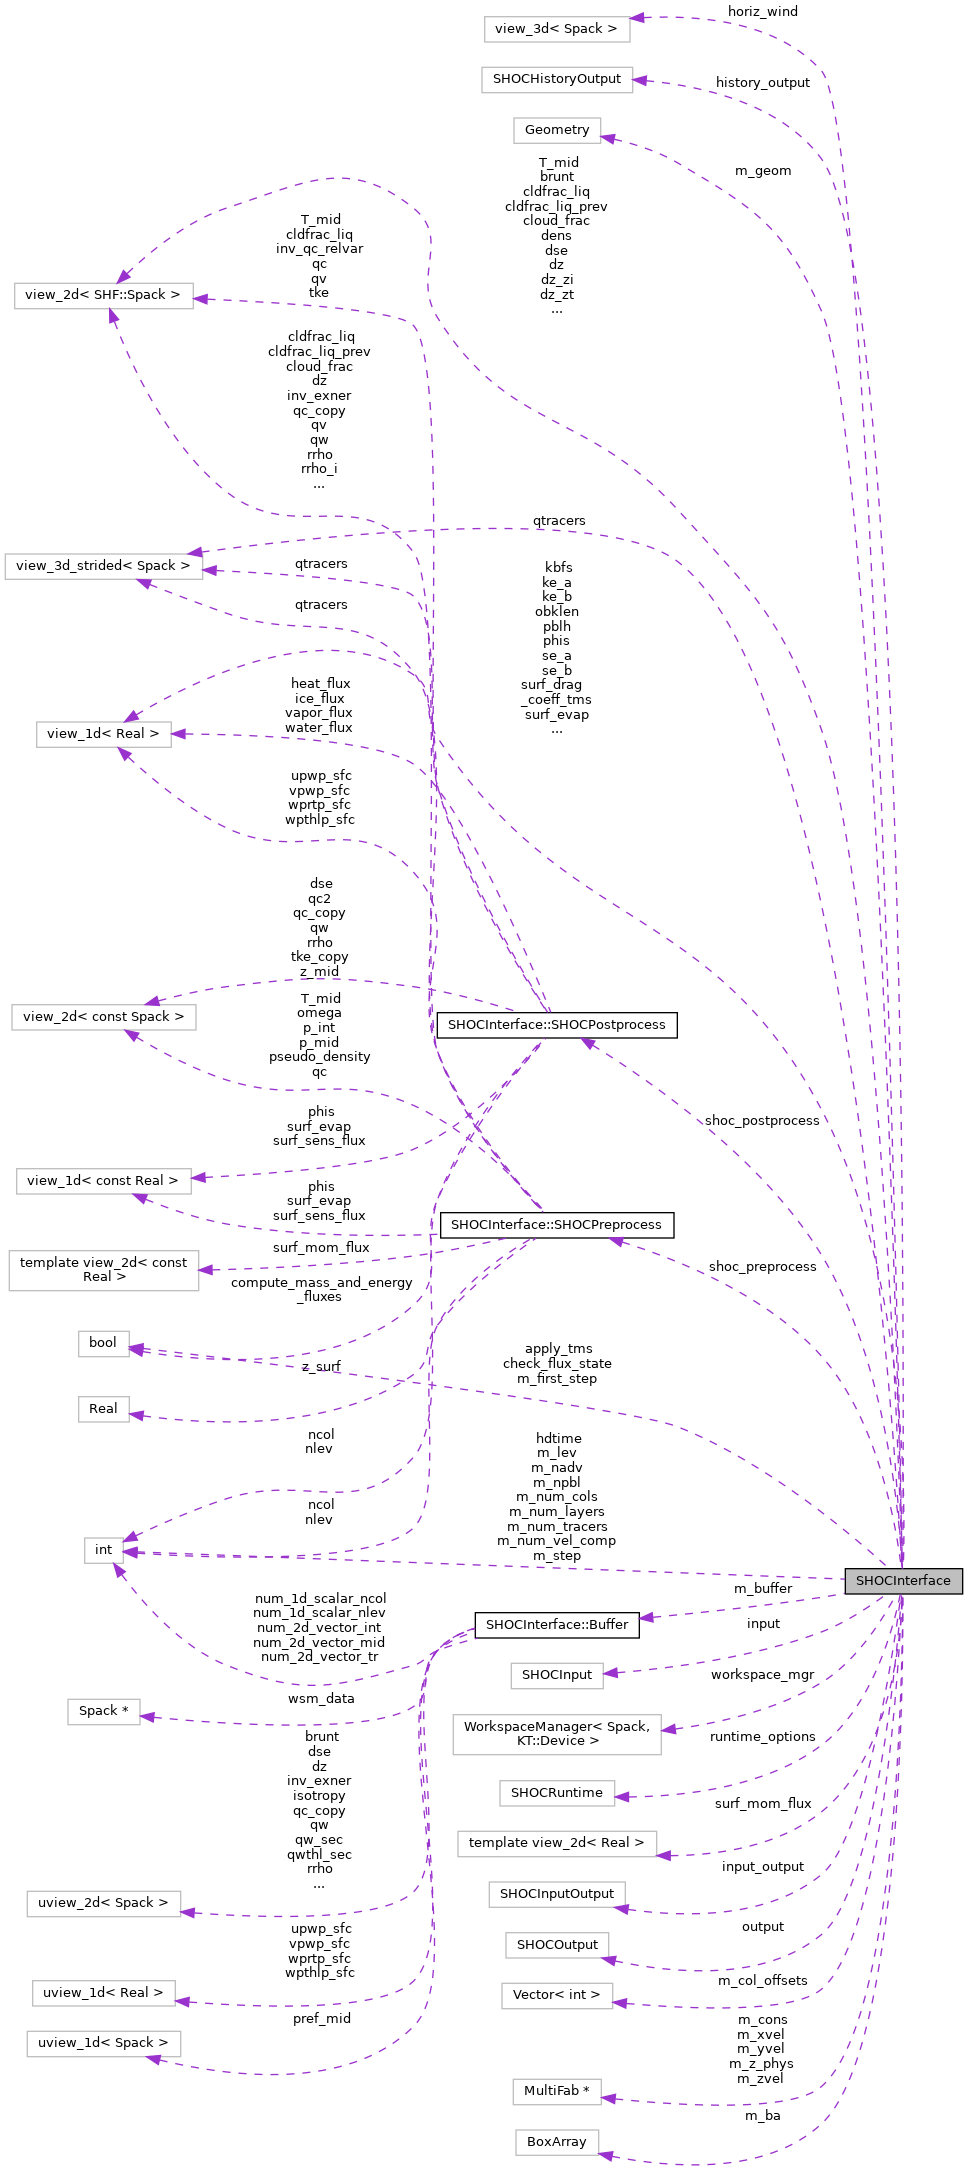 horiz_wind
view_3d< Spack >
SHOCHistoryOutput
history_output
Geometry
m_geom
T_mid
brunt
cldfrac_liq
cldfrac_liq_prev
cloud_frac
dens
dse
dz
dz_zi
dz_zt
...
T_mid
cldfrac_liq
inv_qc_relvar
qc
qv
tke
view_2d< SHF::Spack >
cldfrac_liq
cldfrac_liq_prev
cloud_frac
dz
inv_exner
qc_copy
qv
qw
rrho
rrho_i
...
qtracers
view_3d_strided< Spack >
qtracers
qtracers
kbfs
ke_a
ke_b
obklen
pblh
phis
se_a
se_b
surf_drag
_coeff_tms
surf_evap
...
heat_flux
ice_flux
vapor_flux
water_flux
view_1d< Real >
upwp_sfc
vpwp_sfc
wprtp_sfc
wpthlp_sfc
dse
qc2
qc_copy
qw
rrho
tke_copy
z_mid
view_2d< const Spack >
T_mid
omega
p_int
p_mid
pseudo_density
qc
SHOCInterface::SHOCPostprocess
shoc_postprocess
phis
surf_evap
surf_sens_flux
view_1d< const Real >
phis
surf_evap
surf_sens_flux
SHOCInterface::SHOCPreprocess
shoc_preprocess
surf_mom_flux
template view_2d< const
Real >
compute_mass_and_energy
_fluxes
bool
z_surf
apply_tms
check_flux_state
m_first_step
Real
ncol
nlev
hdtime
m_lev
m_nadv
m_npbl
m_num_cols
m_num_layers
m_num_tracers
m_num_vel_comp
m_step
ncol
nlev
int
SHOCInterface
m_buffer
num_1d_scalar_ncol
num_1d_scalar_nlev
num_2d_vector_int
num_2d_vector_mid
num_2d_vector_tr
SHOCInterface::Buffer
input
SHOCInput
workspace_mgr
wsm_data
Spack *
WorkspaceManager< Spack,
KT::Device >
runtime_options
brunt
dse
dz
inv_exner
isotropy
qc_copy
qw
qw_sec
qwthl_sec
rrho
...
SHOCRuntime
surf_mom_flux
template view_2d< Real >
input_output
SHOCInputOutput
uview_2d< Spack >
output
upwp_sfc
vpwp_sfc
wprtp_sfc
wpthlp_sfc
SHOCOutput
m_col_offsets
uview_1d< Real >
Vector< int >
pref_mid
uview_1d< Spack >
m_cons
m_xvel
m_yvel
m_z_phys
m_zvel
MultiFab *
m_ba
BoxArray